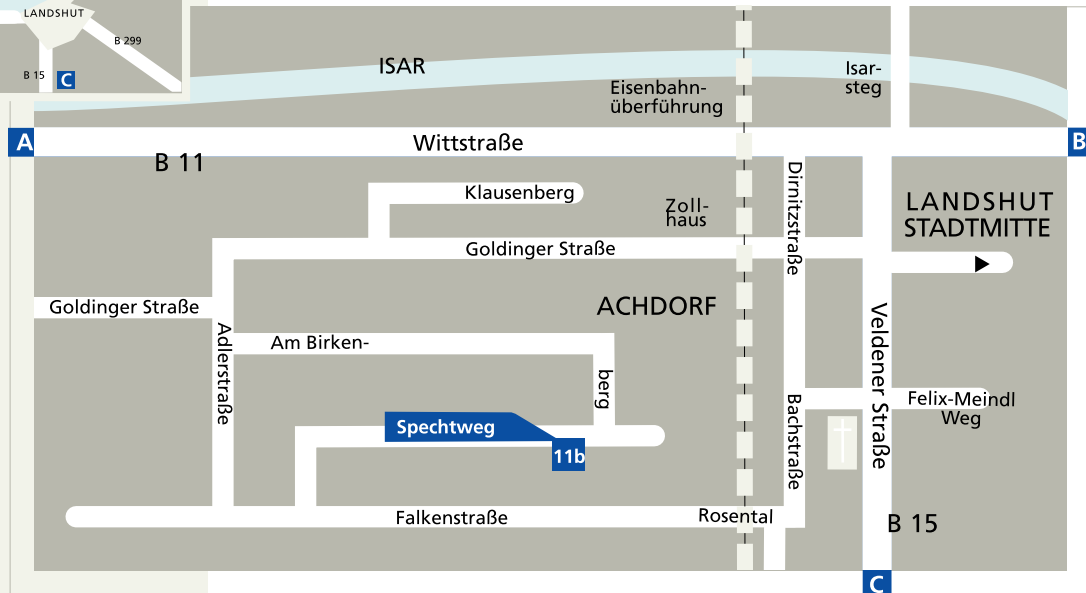 LANDSHUT
B 299
B 15
C
ISAR
Eisenbahn-
überführung
Isar-
steg
A
Wittstraße
B
B 11
Klausenberg
Zoll-
haus
Dirnitzstraße
LANDSHUT
STADTMITTE
Goldinger Straße
Goldinger Straße
ACHDORF
Adlerstraße
Am Birken-
berg
Veldener Straße
Bachstraße
Felix-Meindl
Weg
Spechtweg
11b
Falkenstraße
Rosental
B 15
C